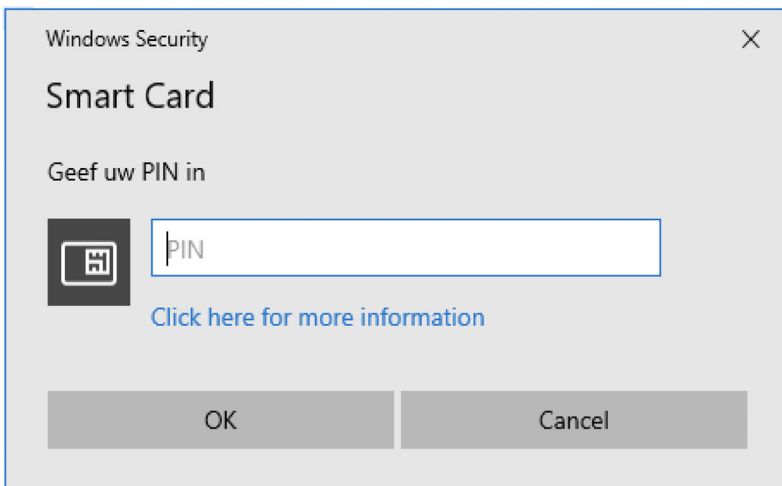 Windows Security
Smart Card
Geef uw PIN in
PIN
Click here for more information
OK
Cancel